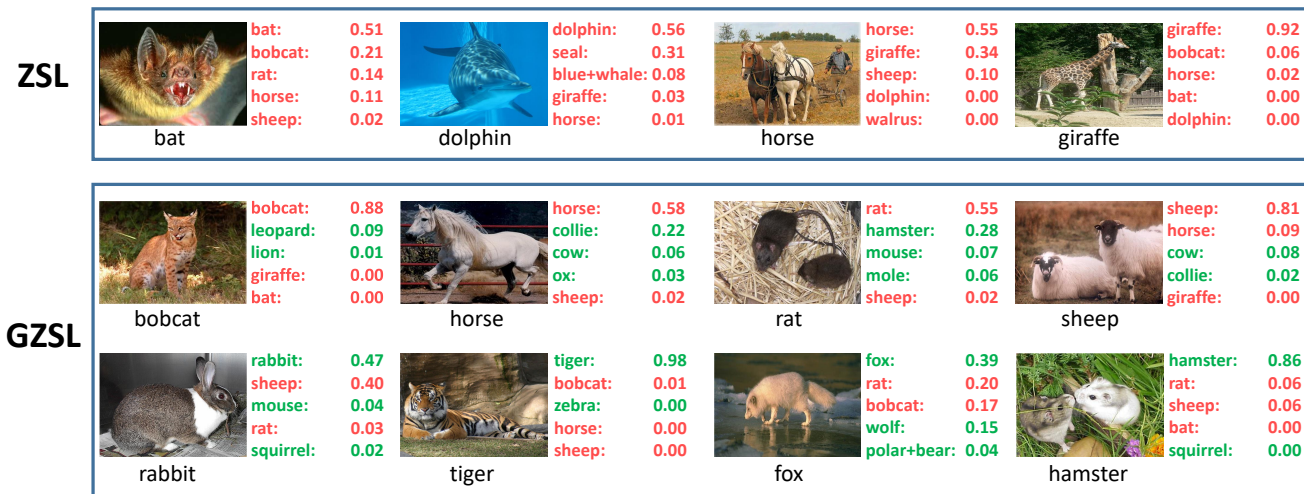 ZSL
bat: 0.51
bobcat: 0.21
rat: 0.14
horse: 0.11
sheep: 0.02
bat
dolphin: 0.56
seal: 0.31
blue+whale: 0.08
giraffe: 0.03
horse: 0.01
dolphin
horse: 0.55
giraffe: 0.34
sheep: 0.10
dolphin: 0.00
walrus: 0.00
horse
giraffe: 0.92
bobcat: 0.06
horse: 0.02
bat: 0.00
dolphin: 0.00
giraffe
GZSL
bobcat: 0.88
leopard: 0.09
lion: 0.01
giraffe: 0.00
bat: 0.00
bobcat
horse: 0.58
collie: 0.22
cow: 0.06
ox: 0.03
sheep: 0.02
horse
rat: 0.55
hamster: 0.28
mouse: 0.07
mole: 0.06
sheep: 0.02
rat
sheep: 0.81
horse: 0.09
cow: 0.08
collie: 0.02
giraffe: 0.00
sheep
rabbit: 0.47
sheep: 0.40
mouse: 0.04
rat: 0.03
squirrel: 0.02
rabbit
tiger: 0.98
bobcat: 0.01
zebra: 0.00
horse: 0.00
sheep: 0.00
tiger
fox: 0.39
rat: 0.20
bobcat: 0.17
wolf: 0.15
polar+bear: 0.04
fox
hamster: 0.86
rat: 0.06
sheep: 0.06
bat: 0.00
squirrel: 0.00
hamster